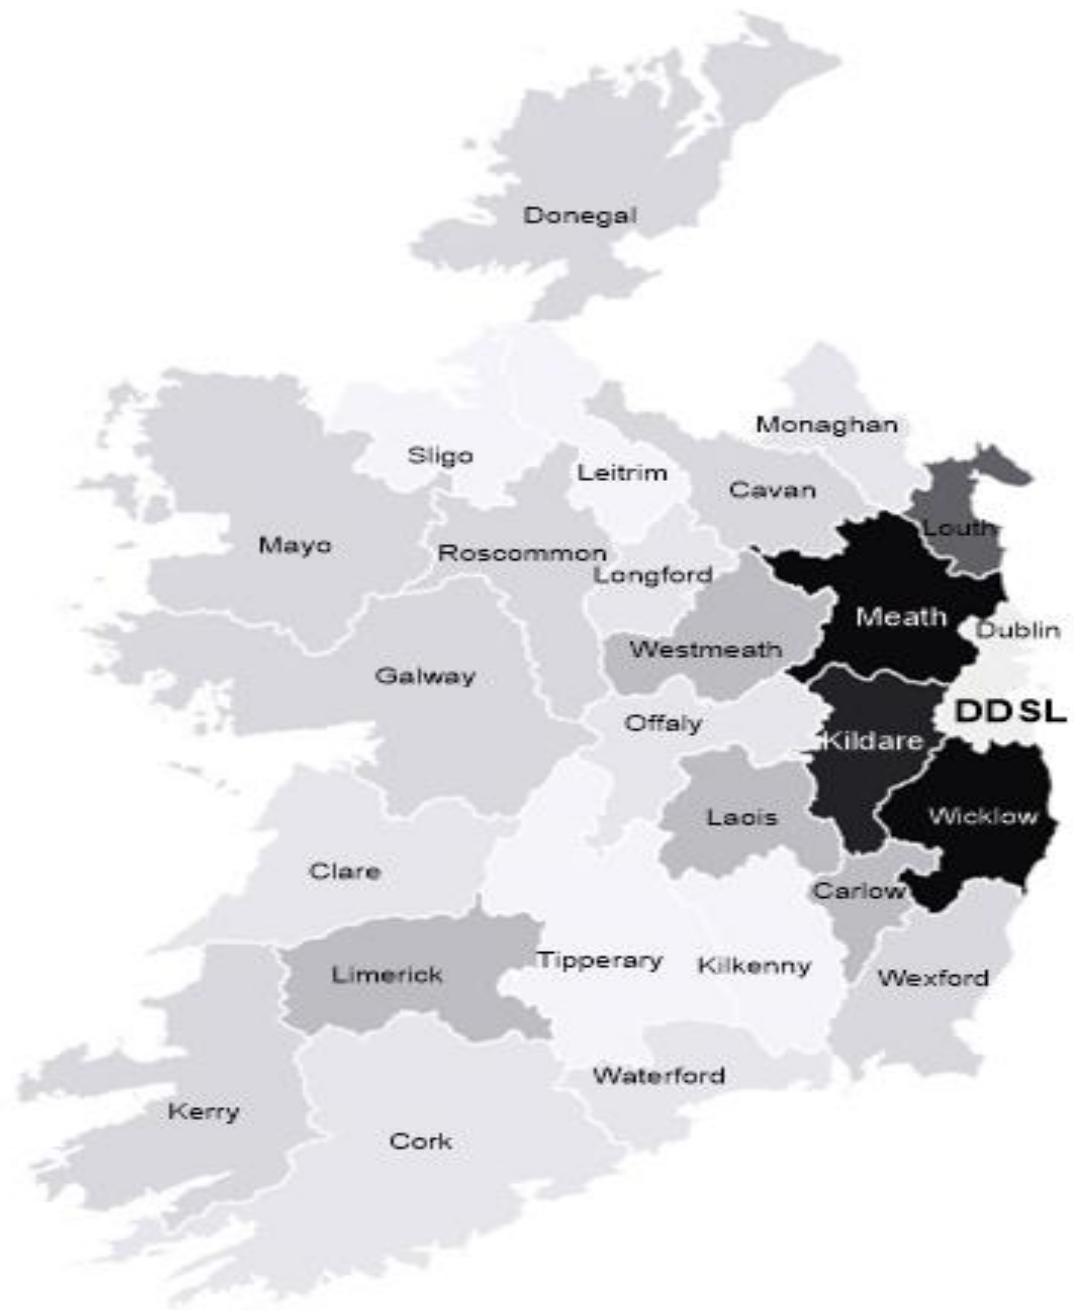 Donegal
Monaghan
Sligo
Leitrim
Cavan
Louth
Mayo
Roscommon
Longford
Meath
Dublin
Westmeath
Galway
DDSL
Offaly
Kildare
Laois
Wicklow
Clare
Carlow
Limerick
Tipperary
Kilkenny
Wexford
Waterford
Kerry
Cork